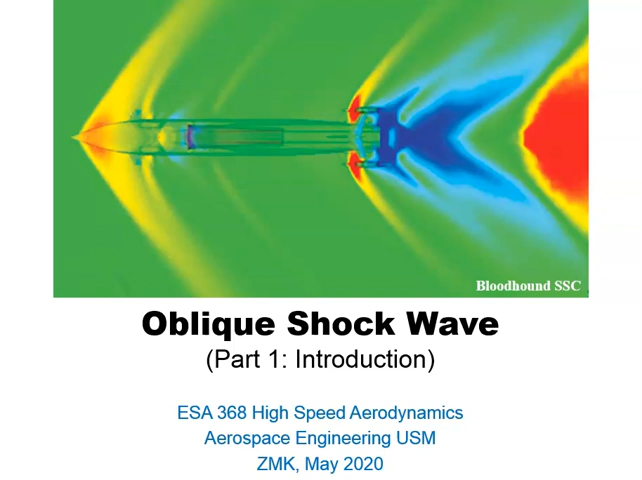 Bloodhound SSC
Oblique Shock Wave
(Part 1: Introduction)
ESA 368 High Speed Aerodynamics
Aerospace Engineering USM
ZMK, May 2020